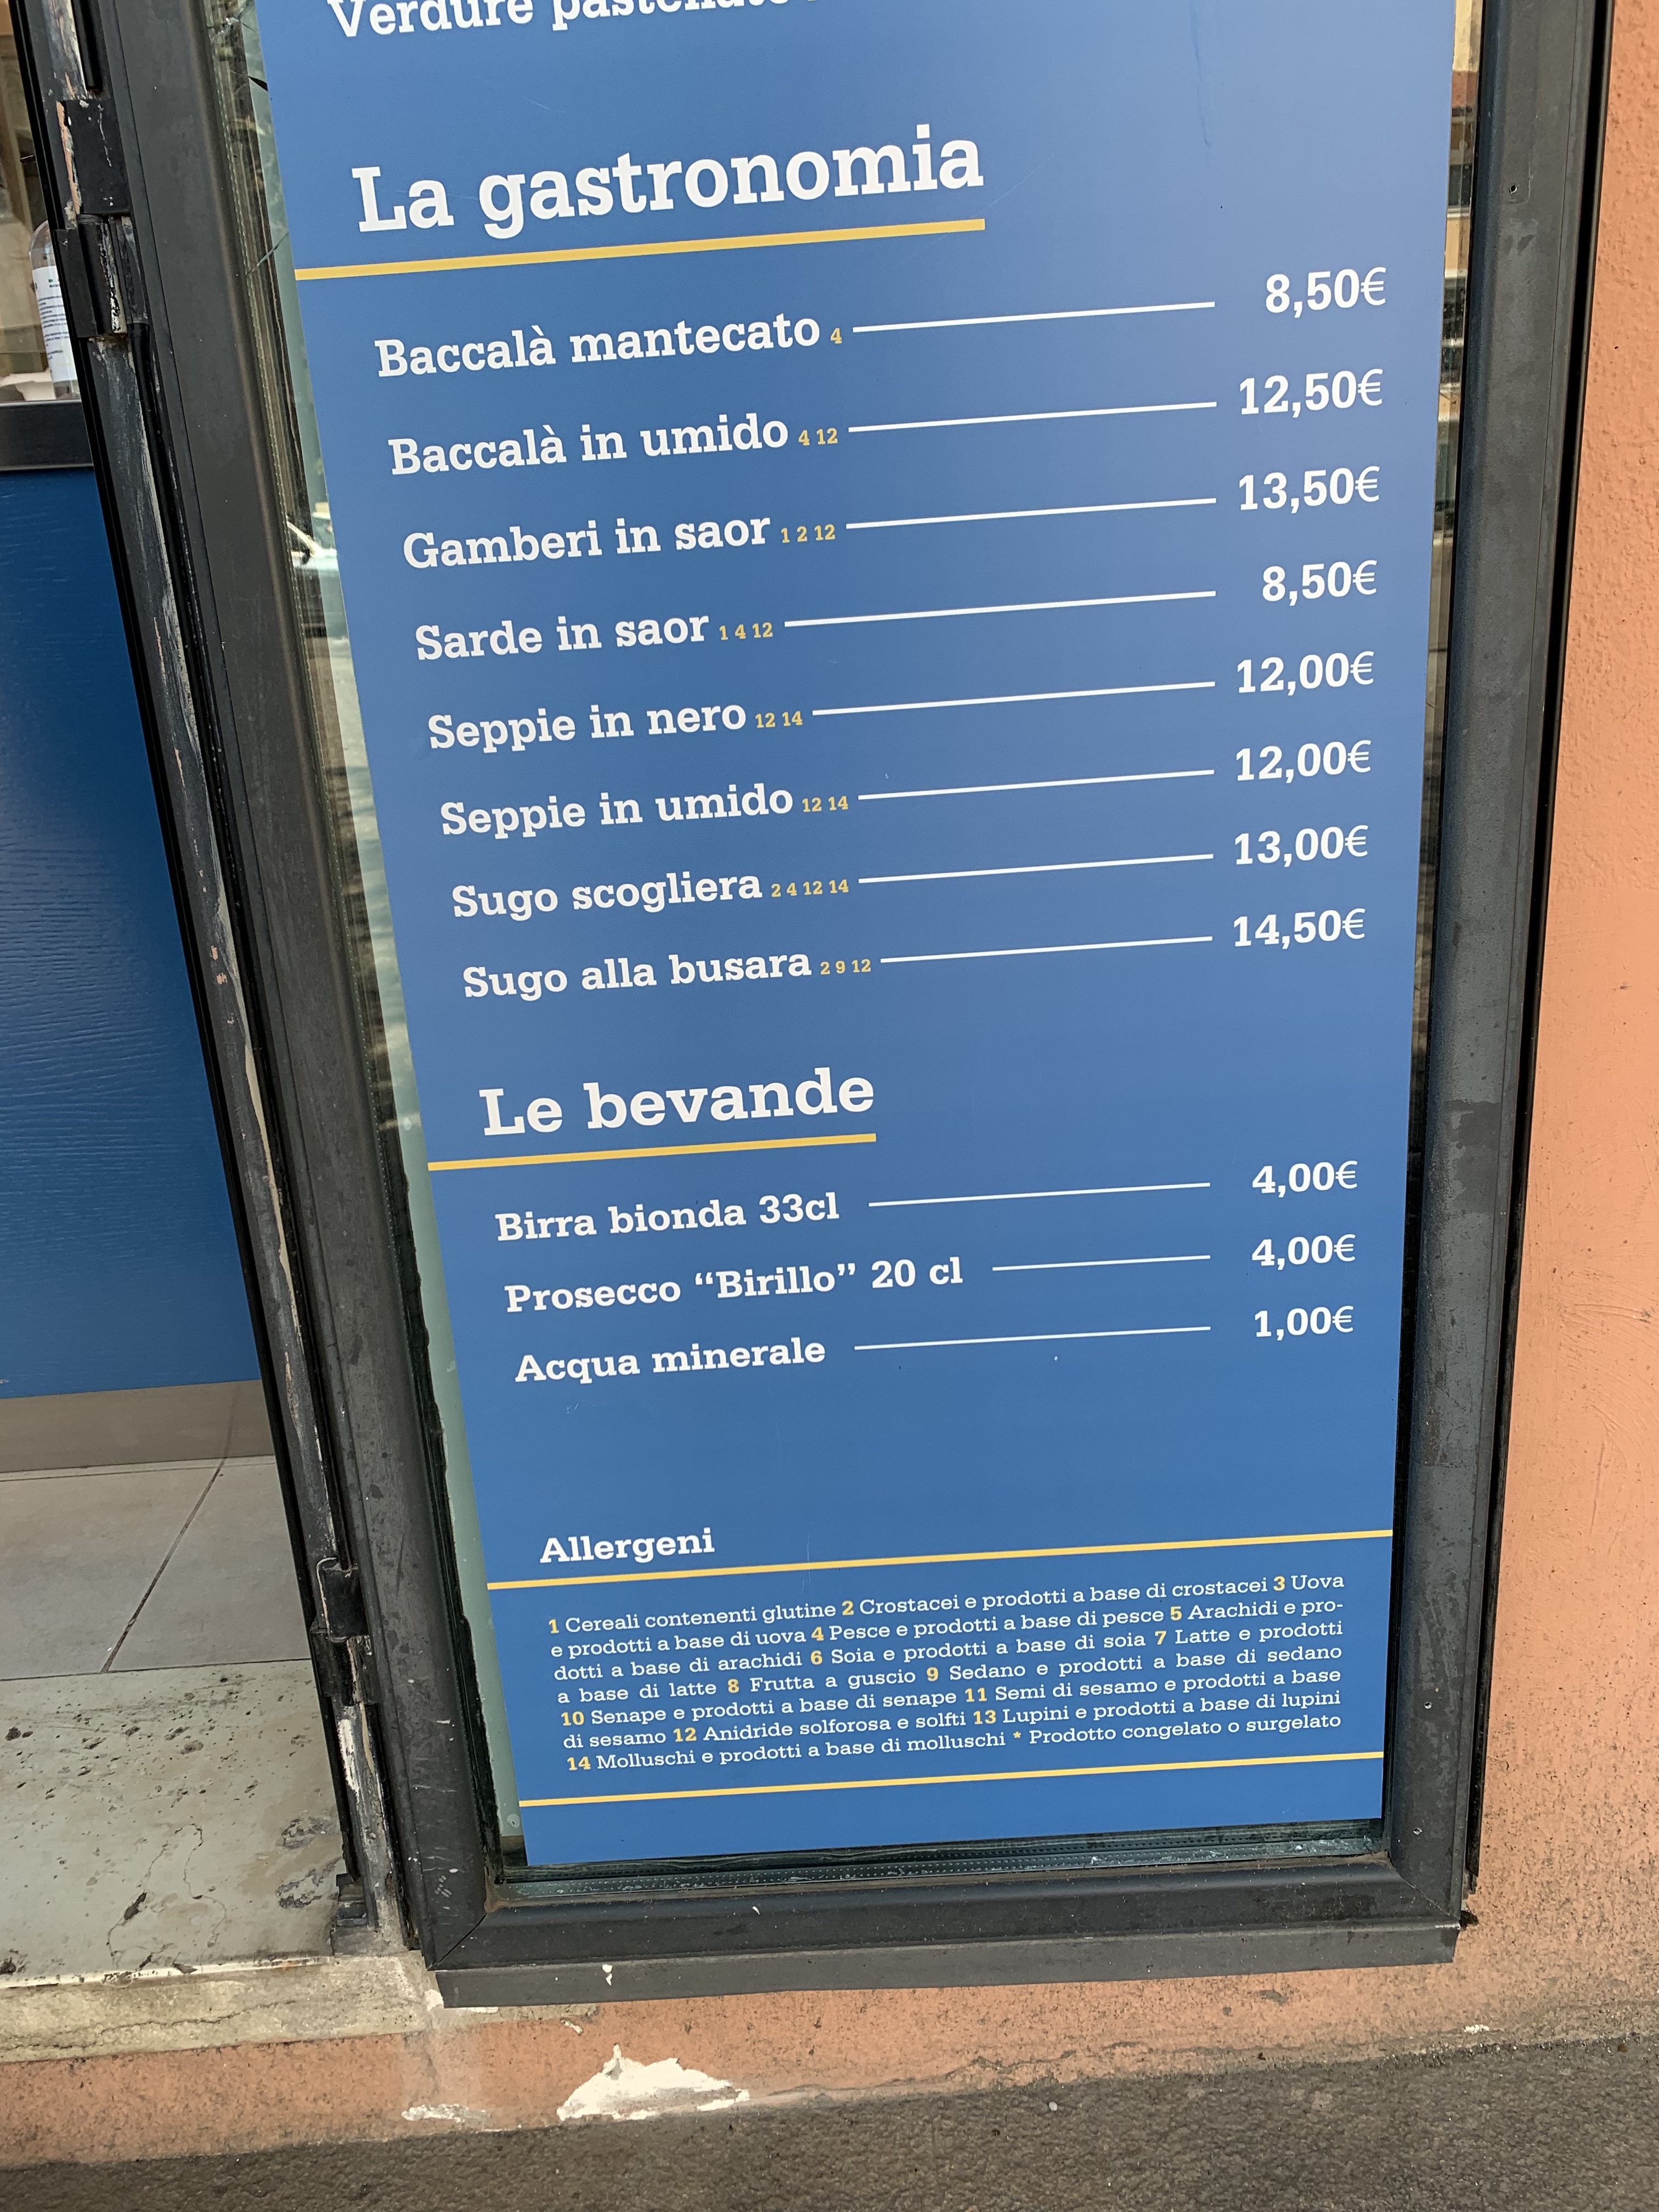 Verdure
La gastronomia
Baccalà mantecato 4 8,50€
Baccalà in umido 4 12 12,50€
Gamberi in saor 1 2 12 13,50€
Sarde in saor 1 4 12 8,50€
Seppie in nero 12 14 12,00€
Seppie in umido 12 14 12,00€
Sugo scogliera 2 4 12 14 13,00€
Sugo alla busara 2 9 12 14,50€
Le bevande
Birra bionda 33cl 4,00€
Prosecco “Birillo” 20 cl 4,00€
Acqua minerale 1,00€
Allergeni
1 Cereali contenenti glutine 2 Crostacei e prodotti a base di crostacei 3 Uova
e prodotti a base di uova 4 Pesce e prodotti a base di pesce 5 Arachidi e pro-
dotti a base di arachidi 6 Soia e prodotti a base di soia 7 Latte e prodotti
a base di latte 8 Frutta a guscio 9 Sedano e prodotti a base di sedano
10 Senape e prodotti a base di senape 11 Semi di sesamo e prodotti a base
di sesamo 12 Anidride solforosa e solfti 13 Lupini e prodotti a base di lupini
14 Molluschi e prodotti a base di molluschi * Prodotto congelato o surgelato